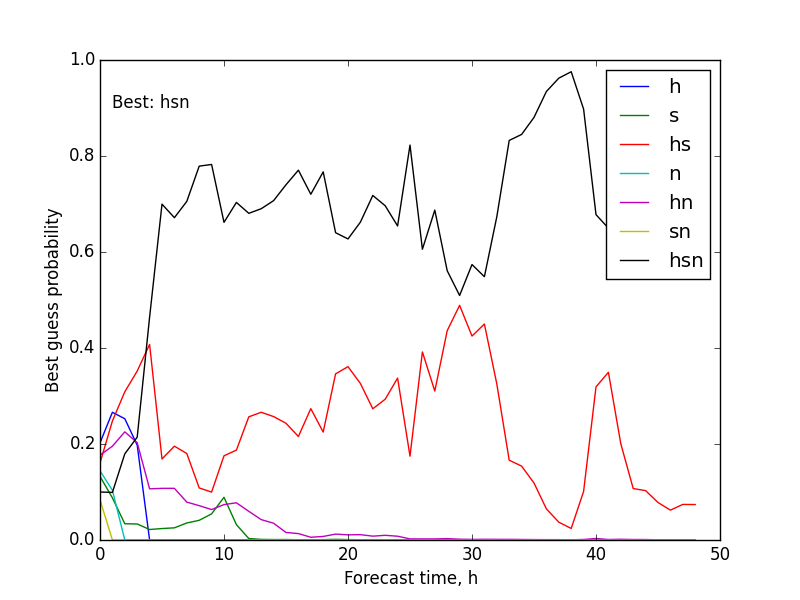 1.0
Best: hsn
h
s
hs
n
hn
sn
hsn
0.8
0.6
0.4
0.2
0.0
Best guess probability
0 10 20 30 40 50
Forecast time, h